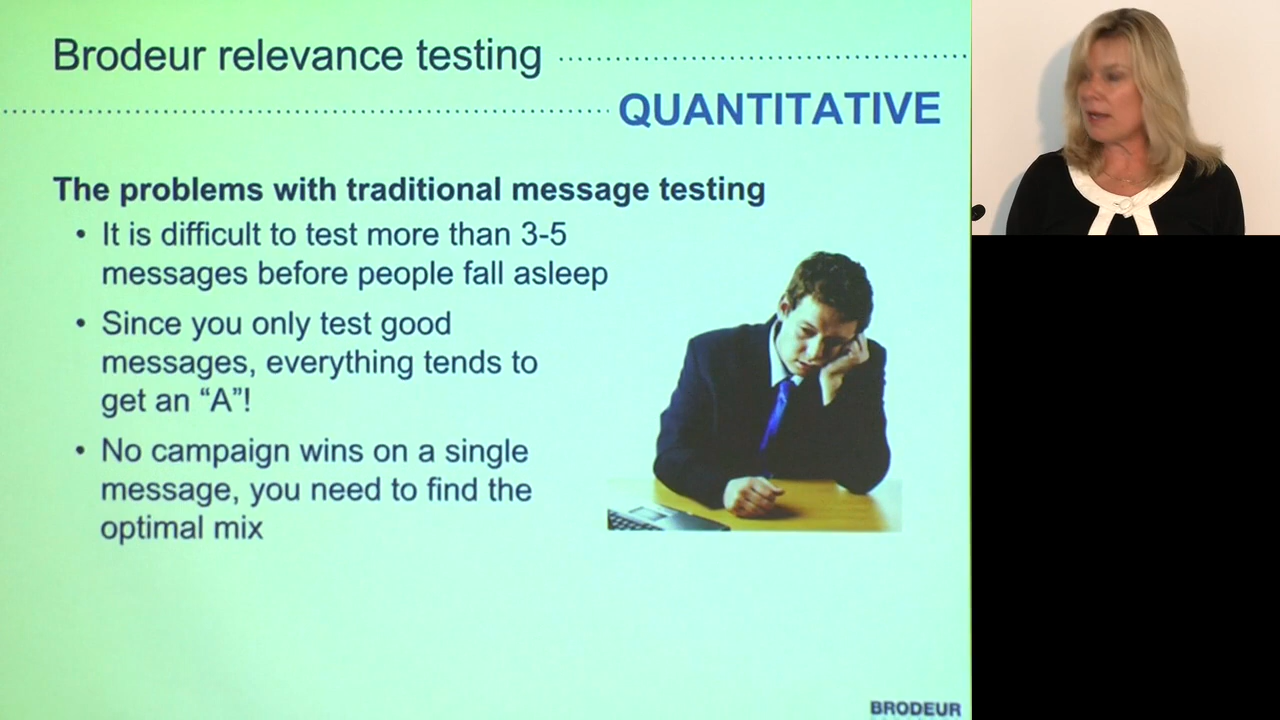 Brodeur relevance testing
QUANTITATIVE
The problems with traditional message testing
• It is difficult to test more than 3-5
messages before people fall asleep
• Since you only test good
messages, everything tends to
get an “A”!
• No campaign wins on a single
message, you need to find the
optimal mix
BRODEUR